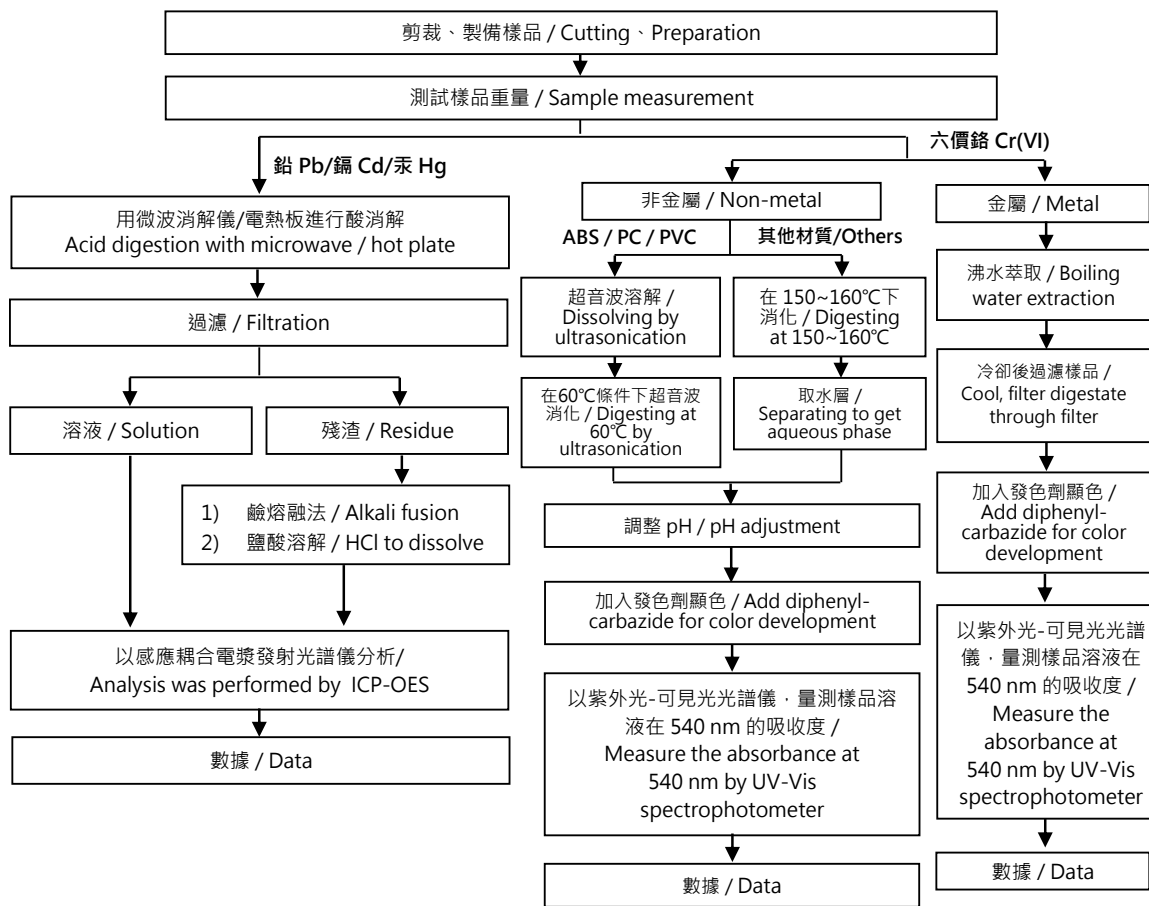 剪裁、製備樣品 / Cutting、Preparation
測試樣品重量 / Sample measurement
鉛 Pb/鎘 Cd/汞 Hg
六價鉻 Cr(VI)
用微波消解儀/電熱板進行酸消解
Acid digestion with microwave / hot plate
過濾 / Filtration
溶液 / Solution
殘渣 / Residue
1) 鹼熔融法 / Alkali fusion
2) 鹽酸溶解 / HCl to dissolve
以感應耦合電漿發射光譜儀分析/
Analysis was performed by ICP-OES
數據 / Data
非金屬 / Non-metal
ABS / PC / PVC
其他材質/Others
超音波溶解 /
Dissolving by
ultrasonication
在60℃條件下超音波
消化 / Digesting at
60℃ by
ultrasonication
在 150~160℃下
消化 / Digesting
at 150~160℃
取水層 /
Separating to get
aqueous phase
調整 pH / pH adjustment
加入發色劑顯色 / Add diphenyl-
carbazide for color development
以紫外光-可見光光譜儀，量測樣品溶
液在 540 nm 的吸收度 /
Measure the absorbance at
540 nm by UV-Vis
spectrophotometer
數據 / Data
金屬 / Metal
沸水萃取 / Boiling
water extraction
冷卻後過濾樣品 /
Cool, filter digestate
through filter
加入發色劑顯色 /
Add diphenyl-
carbazide for color
development
以紫外光-可見光光譜
儀，量測樣品溶液在
540 nm 的吸收度 /
Measure the
absorbance at
540 nm by UV-Vis
spectrophotometer
數據 / Data